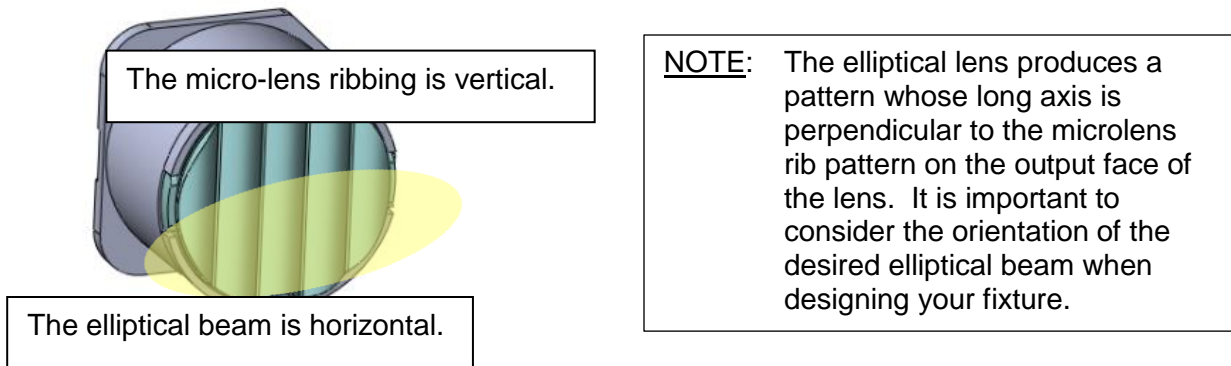 The micro-lens ribbing is vertical.
The elliptical beam is horizontal.
NOTE: The elliptical lens produces a
pattern whose long axis is
perpendicular to the microlens
rib pattern on the output face of
the lens. It is important to
consider the orientation of the
desired elliptical beam when
designing your fixture.